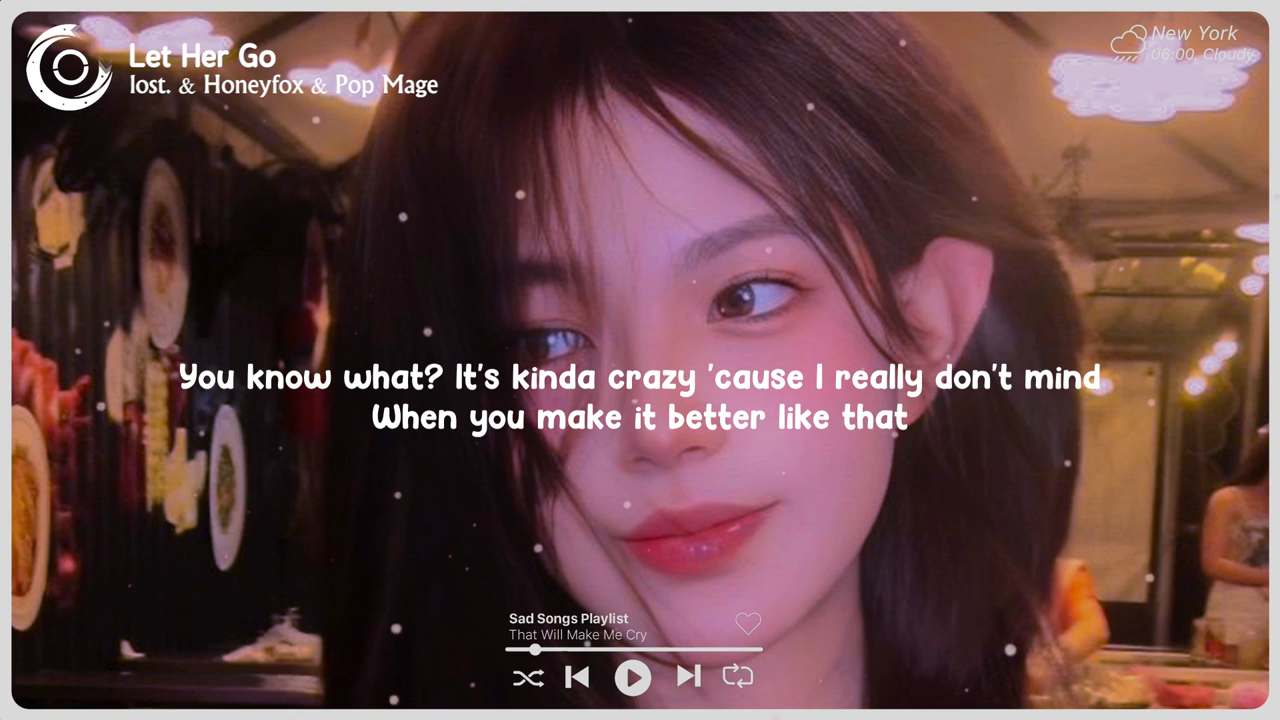 Let Her Go
lost. & Honeyfox & Pop Mage
New York
06:00, Cloudy
You know what? It's kinda crazy 'cause I really don't mind
When you make it better like that
Sad Songs Playlist
That Will Make Me Cry